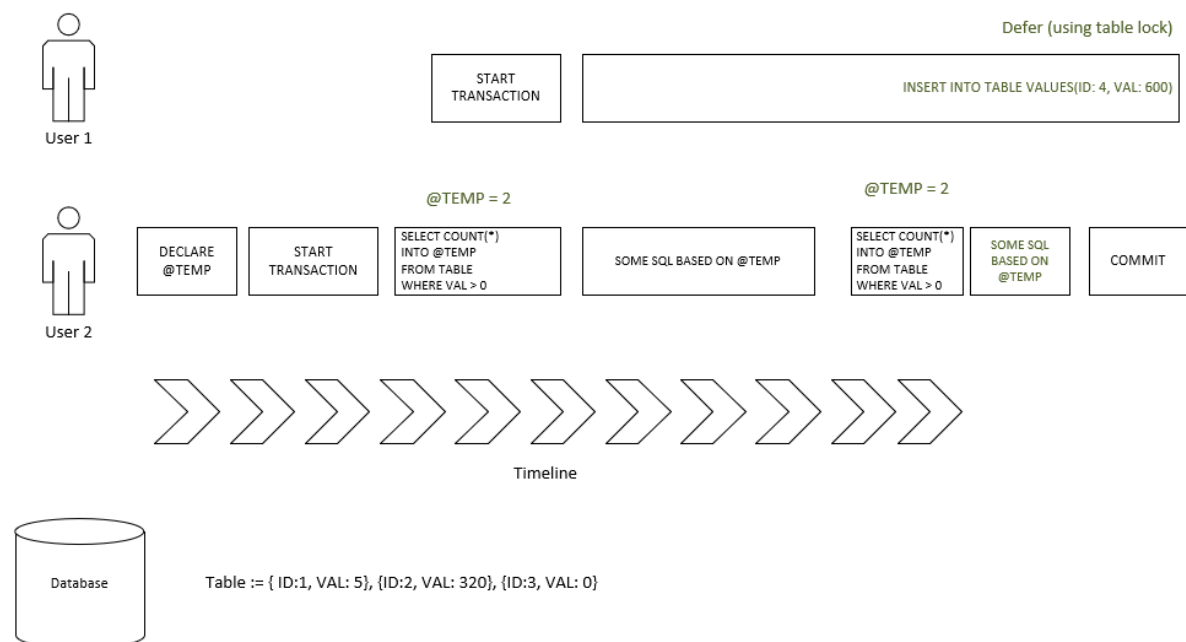 Defer (using table lock)
START
TRANSACTION
INSERT INTO TABLE VALUES(ID: 4, VAL: 600)
User 1
@TEMP = 2
@TEMP = 2
DECLARE
@TEMP
START
TRANSACTION
SELECT COUNT(*)
INTO @TEMP
FROM TABLE
WHERE VAL > 0
SOME SQL BASED ON @TEMP
SELECT COUNT(*)
INTO @TEMP
FROM TABLE
WHERE VAL > 0
SOME SQL
BASED ON
@TEMP
COMMIT
User 2
Timeline
Database
Table := { ID:1, VAL: 5}, {ID:2, VAL: 320}, {ID:3, VAL: 0}